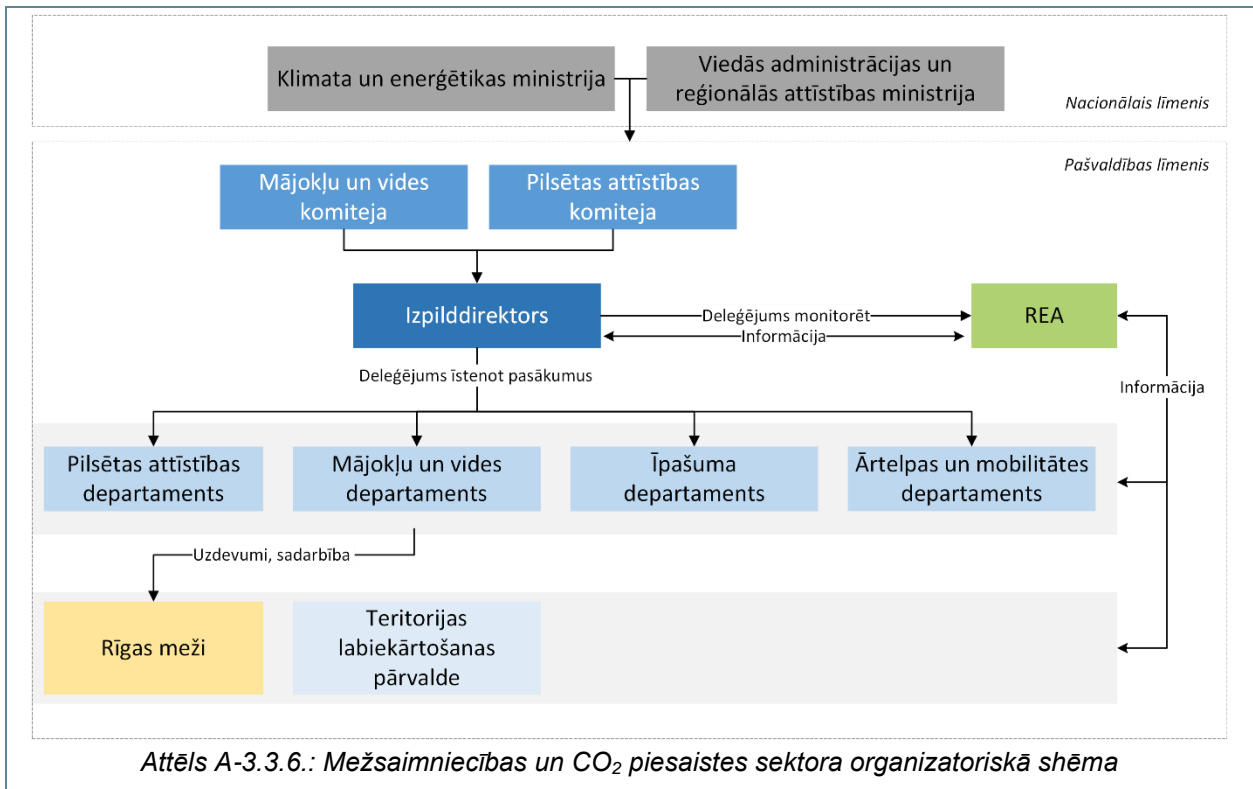 Klimata un enerģētikas ministrija
Viedās administrācijas un
reģionālās attīstības ministrija
Nacionālais līmenis
Pašvaldības līmenis
Mājokļu un vides
komiteja
Pilsētas attīstības
komiteja
Izpilddirektors
Deleģējums monitorēt
Informācija
REA
Informācija
Deleģējums īstenot pasākumus
Pilsētas attīstības
departaments
Mājokļu un vides
departaments
Īpašuma
departaments
Ārtelpas un mobilitātes
departaments
Uzdevumi, sadarbība
Rīgas meži
Teritorijas
labiekārtošanas
pārvalde
Attēls A-3.3.6.: Mežsaimniecības un CO₂ piesaistes sektora organizatoriskā shēma